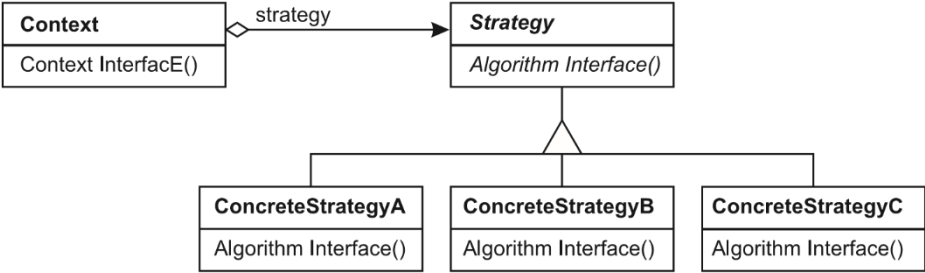 Context
Context InterfacE()
strategy
Strategy
Algorithm Interface()
ConcreteStrategyA
Algorithm Interface()
ConcreteStrategyB
Algorithm Interface()
ConcreteStrategyC
Algorithm Interface()